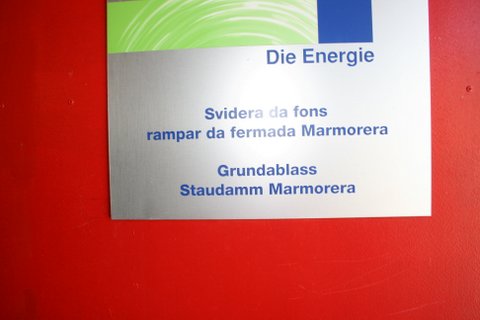 Die Energie
Svidera da fons
rampar da fermada Marmorera
Grundablass
Staudamm Marmorera